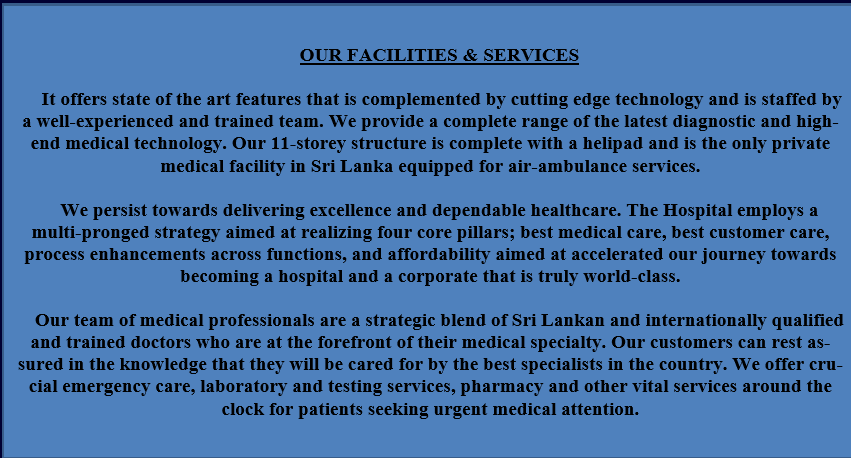 OUR FACILITIES & SERVICES
It offers state of the art features that is complemented by cutting edge technology and is staffed by
a well-experienced and trained team. We provide a complete range of the latest diagnostic and high-
end medical technology. Our 11-storey structure is complete with a helipad and is the only private
medical facility in Sri Lanka equipped for air-ambulance services.
We persist towards delivering excellence and dependable healthcare. The Hospital employs a
multi-pronged strategy aimed at realizing four core pillars; best medical care, best customer care,
process enhancements across functions, and affordability aimed at accelerated our journey towards
becoming a hospital and a corporate that is truly world-class.
Our team of medical professionals are a strategic blend of Sri Lankan and internationally qualified
and trained doctors who are at the forefront of their medical specialty. Our customers can rest as-
sured in the knowledge that they will be cared for by the best specialists in the country. We offer cru-
cial emergency care, laboratory and testing services, pharmacy and other vital services around the
clock for patients seeking urgent medical attention.